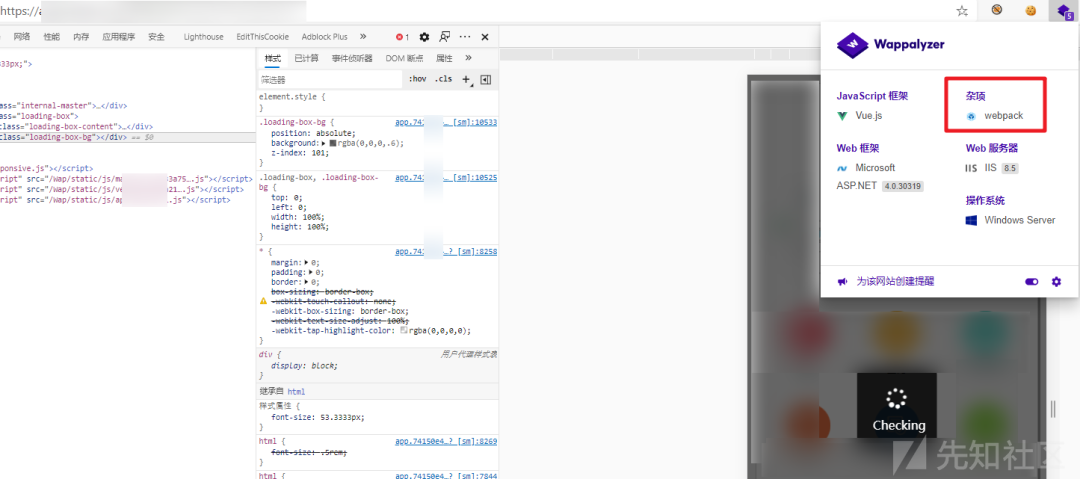 https://a
网络 性能 内存 应用程序 安全 Lighthouse EditThisCookie Adblock Plus » 1 ··· ×
33px;">
class="internal-master">…</div>
"loading-box">
class="loading-box-content">…</div>
class="loading-box-bg"></div> == $0
ponsive.js"></script>
ript" src="/wap/static/js/ma 3a75….js"></script>
ript" src="/wap/static/js/ve 21….js"></script>
ript" src="/wap/static/js/ap .js"></script>
样式 已计算 事件侦听器 DOM 断点 属性 »
筛选器 :hov .cls +
element.style {
}
.loading-box-bg { app.74 … [sm]:10533
position: absolute;
background: rgba(0,0,0,.6);
z-index: 101;
}
.loading-box, .loading-box- app.741 … [sm]:10525
bg {
top: 0;
left: 0;
width: 100%;
height: 100%;
}
* { app.741 …? [sm]:8258
margin: 0;
padding: 0;
border: 0;
box-sizing: border-box;
-webkit-touch-callout: none;
-webkit-box-sizing: border-box;
-webkit-text-size-adjust: 100%;
-webkit-tap-highlight-color: rgba(0,0,0,0);
}
div { 用户代理样式表
display: block;
}
继承自 html
样式属性 {
font-size: 53.3333px;
}
html { app.74150e4…? [sm]:8269
font-size: .5rem;
}
html { app.74150e4…? [sm]:7844
5
Wappalyzer
JavaScript 框架
Vue.js
Web 框架
Microsoft
ASP.NET 4.0.30319
杂项
webpack
Web 服务器
IIS IIS 8.5
操作系统
Windows Server
为该网站创建提醒
Checking
先知社区